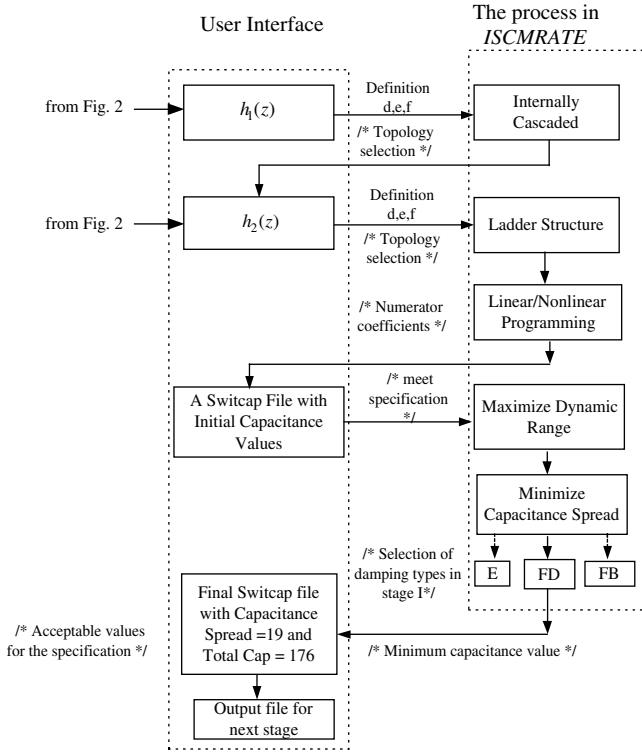 User Interface
The process in
ISCMRATE
from Fig. 2
h₁(z)
Definition
d,e,f
/* Topology
selection */
Internally
Cascaded
from Fig. 2
h₂(z)
Definition
d,e,f
/* Topology
selection */
Ladder Structure
/* Numerator
coefficients */
Linear/Nonlinear
Programming
A Switcap File with
Initial Capacitance
Values
/* meet
specification
*/
Maximize Dynamic
Range
Minimize
Capacitance Spread
/* Selection of
damping types in
stage I*/
E
FD
FB
/* Acceptable values
for the specification */
Final Switcap file
with Capacitance
Spread =19 and
Total Cap = 176
/* Minimum capacitance value */
Output file for
next stage